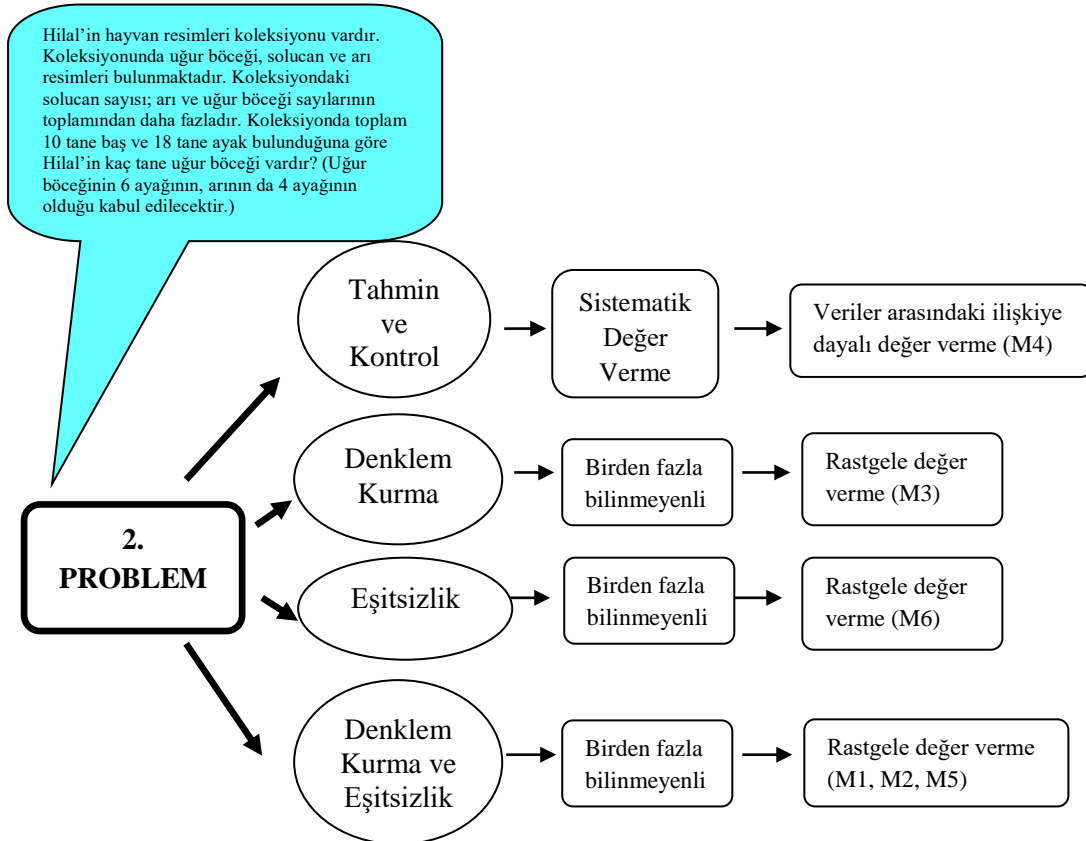 Hilal’in hayvan resimleri koleksiyonu vardır.
Koleksiyonunda uğur böceği, solucan ve arı
resimleri bulunmaktadır. Koleksiyondaki
solucan sayısı; arı ve uğur böceği sayılarının
toplamından daha fazladır. Koleksiyonda toplam
10 tane baş ve 18 tane ayak bulunduğuna göre
Hilal’in kaç tane uğur böceği vardır? (Uğur
böceğinin 6 ayağının, arının da 4 ayağının
olduğu kabul edilecektir.)
Tahmin
ve
Kontrol
Sistematik
Değer
Verme
Veriler arasındaki ilişkiye
dayalı değer verme (M4)
Denklem
Kurma
Birden fazla
bilinmeyenli
Rastgele değer
verme (M3)
2.
PROBLEM
Eşitsizlik
Birden fazla
bilinmeyenli
Rastgele değer
verme (M6)
Denklem
Kurma ve
Eşitsizlik
Birden fazla
bilinmeyenli
Rastgele değer verme
(M1, M2, M5)